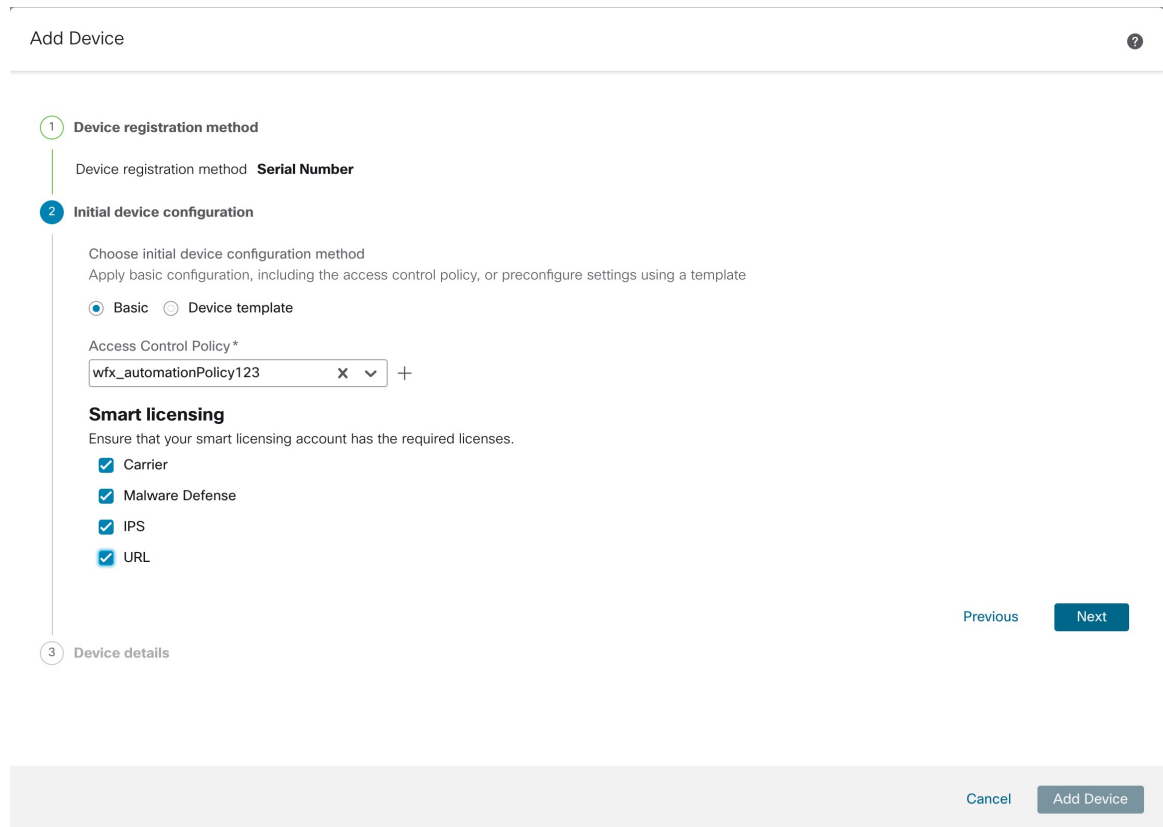 Add Device
?
1 Device registration method
Device registration method Serial Number
2 Initial device configuration
Choose initial device configuration method
Apply basic configuration, including the access control policy, or preconfigure settings using a template
Basic Device template
Access Control Policy*
wfx_automationPolicy123
Smart licensing
Ensure that your smart licensing account has the required licenses.
Carrier
Malware Defense
IPS
URL
Previous Next
3 Device details
Cancel Add Device